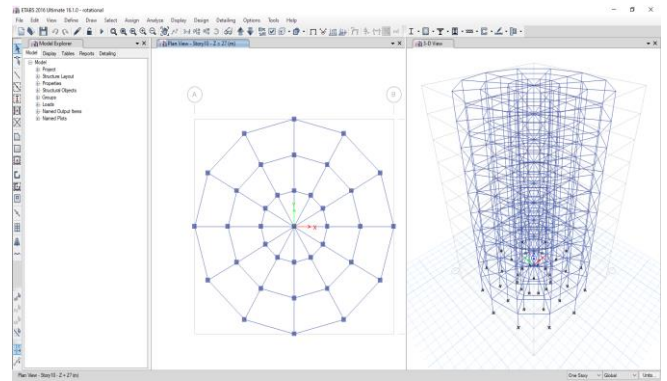 ETABS 2016 Ultimate 16.1.0 - rotational
File Edit View Define Draw Select Assign Analyze Display Design Detailing Options Tools Help
Model Explorer
Model Display Tables Reports Detailing
Model
Project
Structure Layout
Properties
Structural Objects
Groups
Loads
Named Output Items
Named Plots
Plan View - Story10 - Z = 27 (m)
A B
X
3-D View
Plan View - Story10 - Z = 27 (m)
One Story Global Units...